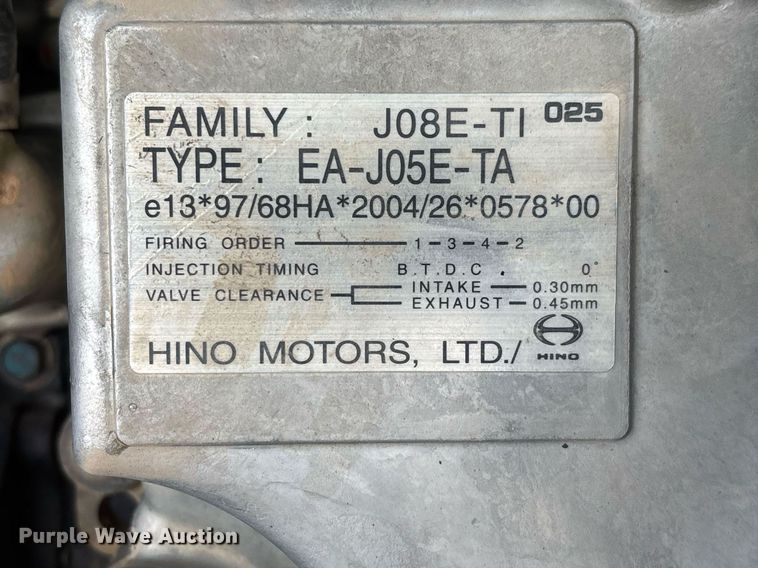 FAMILY : J08E-TI 025
TYPE : EA-J05E-TA
e13*97/68HA*2004/26*0578*00
FIRING ORDER 1-3-4-2
INJECTION TIMING B.T.D.C. 0°
VALVE CLEARANCE INTAKE 0.30mm
EXHAUST 0.45mm
HINO MOTORS, LTD./ HINO
Purple Wave Auction